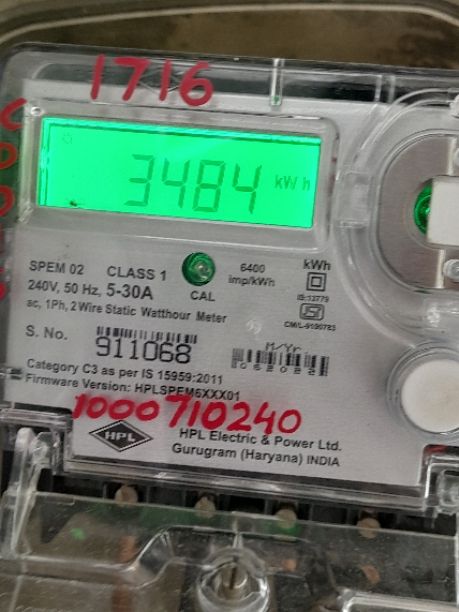 1716
3484 kWh
SPEM 02 CLASS 1
240V, 50 Hz, 5-30A
CAL
6400
imp/kWh
kWh
IS:13779
ac, 1Ph, 2 Wire Static Watthour Meter
S. No.
911068
M/Yr
Category C3 as per IS 15959:2011
Firmware Version: HPLSPEM6XXX01
1000710240
HPL
HPL Electric & Power Ltd.
Gurugram (Haryana) INDIA